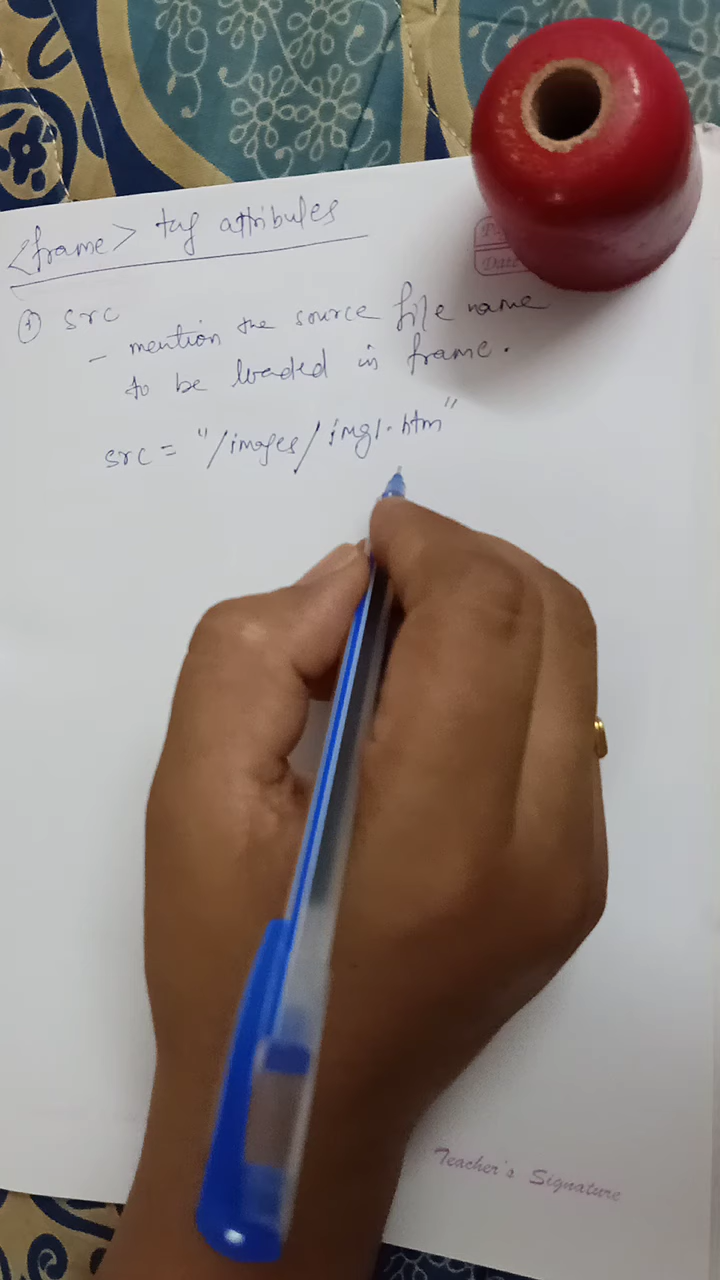 <frame> tag attributes
① src
- mention the source file name
to be loaded in frame.
src = "/images/img1.htm"
Date
Teacher's Signature